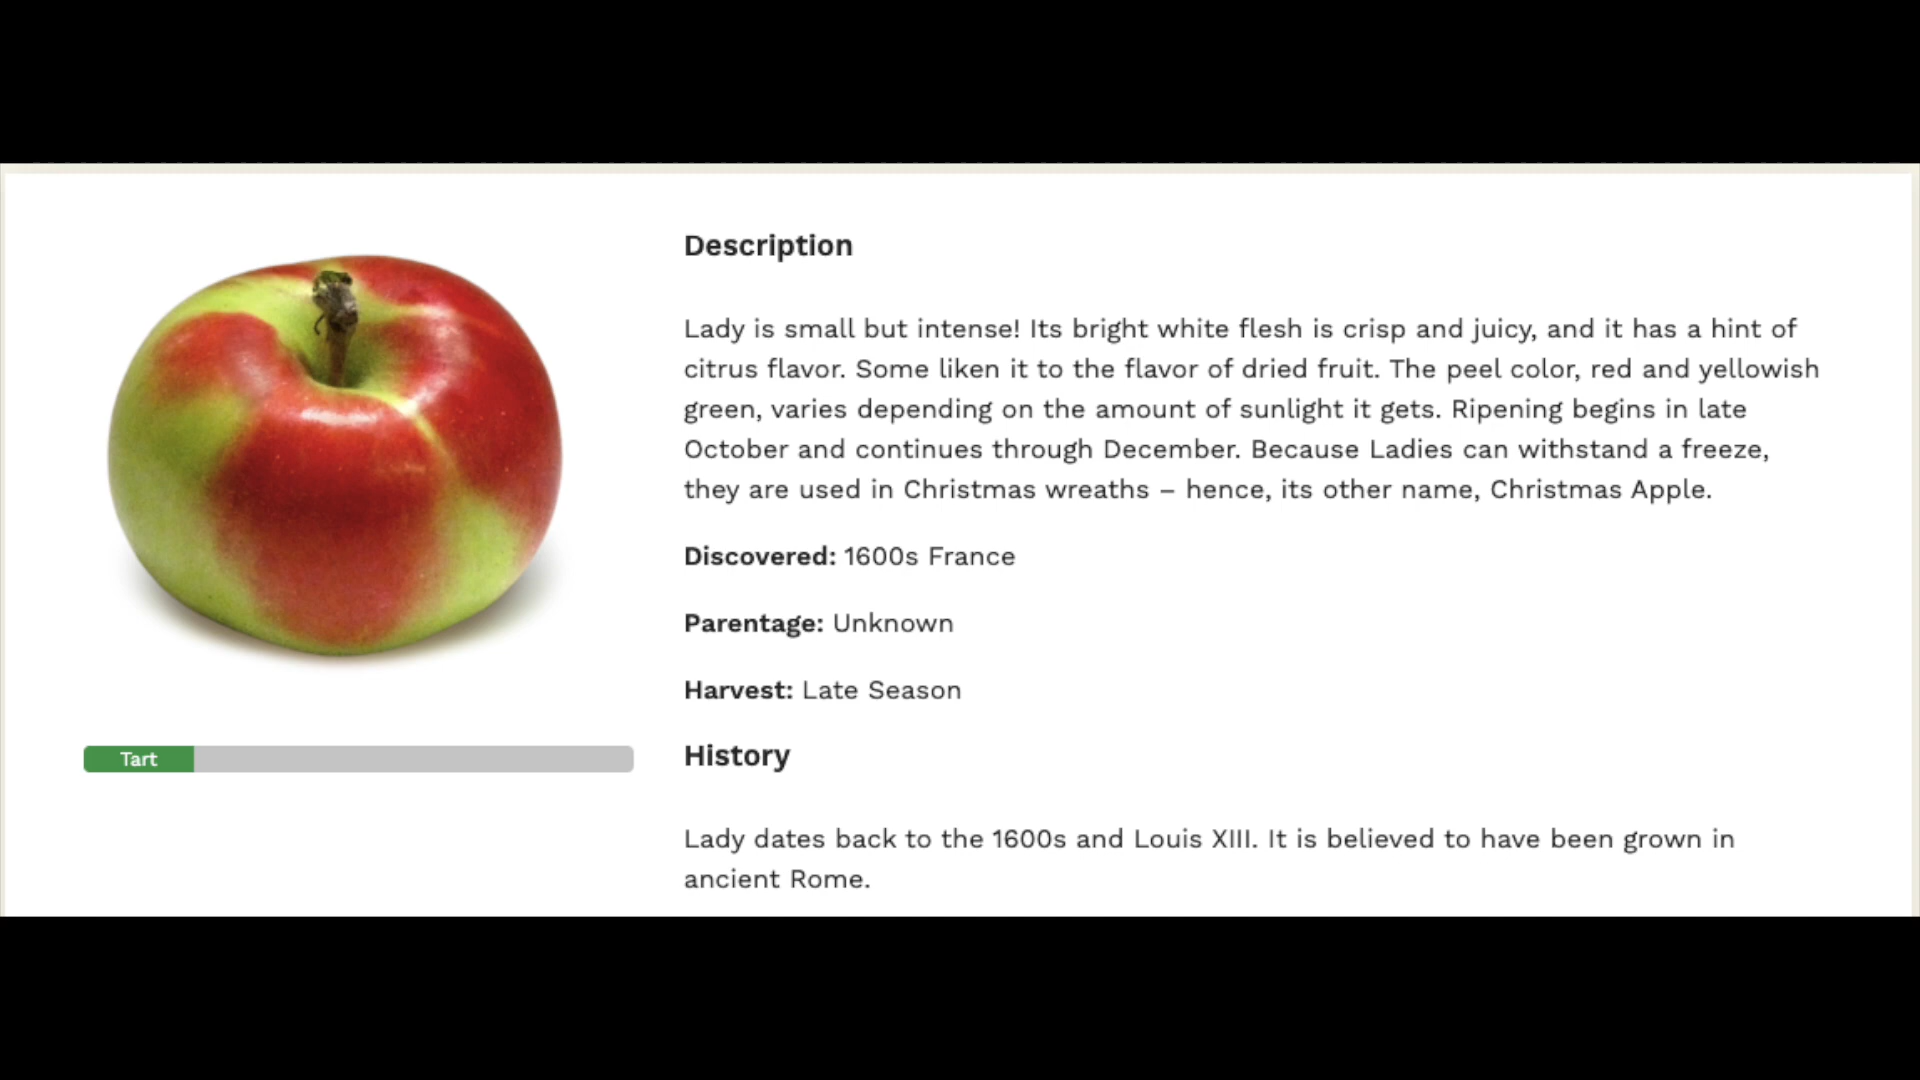 Description
Lady is small but intense! Its bright white flesh is crisp and juicy, and it has a hint of
citrus flavor. Some liken it to the flavor of dried fruit. The peel color, red and yellowish
green, varies depending on the amount of sunlight it gets. Ripening begins in late
October and continues through December. Because Ladies can withstand a freeze,
they are used in Christmas wreaths – hence, its other name, Christmas Apple.
Discovered: 1600s France
Parentage: Unknown
Harvest: Late Season
Tart
History
Lady dates back to the 1600s and Louis XIII. It is believed to have been grown in
ancient Rome.